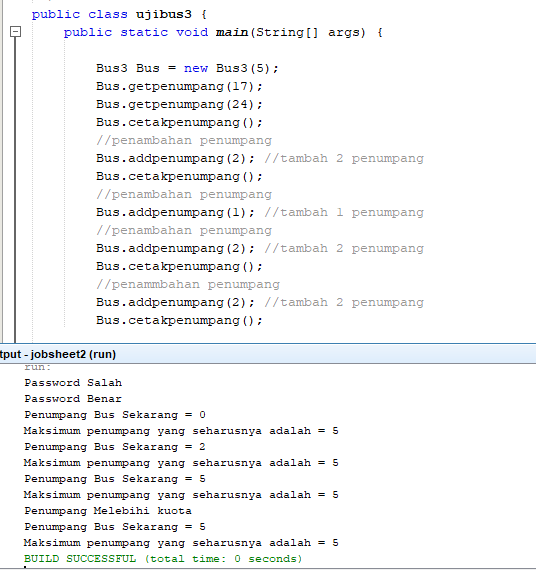 public class ujibus3 {
public static void main(String[] args) {
Bus3 Bus = new Bus3(5);
Bus.getpenumpang(17);
Bus.getpenumpang(24);
Bus.cetakpenumpang();
//penambahan penumpang
Bus.addpenumpang(2); //tambah 2 penumpang
Bus.cetakpenumpang();
//penambahan penumpang
Bus.addpenumpang(1); //tambah 1 penumpang
//penambahan penumpang
Bus.addpenumpang(2); //tambah 2 penumpang
Bus.cetakpenumpang();
//penammbahan penumpang
Bus.addpenumpang(2); //tambah 2 penumpang
Bus.cetakpenumpang();
tput - jobsheet2 (run)
run:
Password Salah
Password Benar
Penumpang Bus Sekarang = 0
Maksimum penumpang yang seharusnya adalah = 5
Penumpang Bus Sekarang = 2
Maksimum penumpang yang seharusnya adalah = 5
Penumpang Bus Sekarang = 5
Maksimum penumpang yang seharusnya adalah = 5
Penumpang Melebihi kuota
Penumpang Bus Sekarang = 5
Maksimum penumpang yang seharusnya adalah = 5
BUILD SUCCESSFUL (total time: 0 seconds)